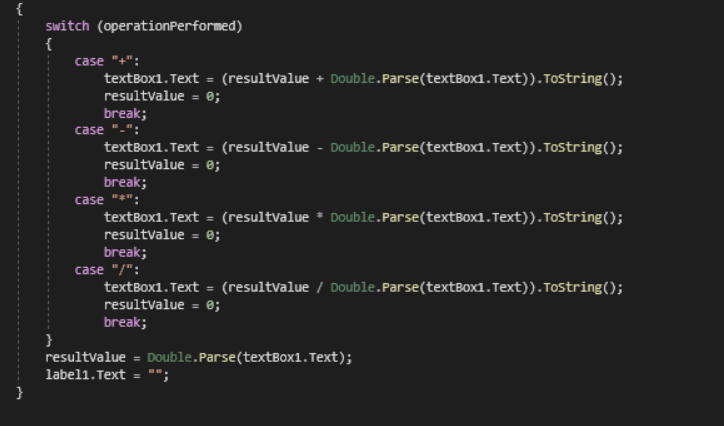 {
switch (operationPerformed)
{
case "+":
textBox1.Text = (resultValue + Double.Parse(textBox1.Text)).ToString();
resultValue = 0;
break;
case "-":
textBox1.Text = (resultValue - Double.Parse(textBox1.Text)).ToString();
resultValue = 0;
break;
case "*":
textBox1.Text = (resultValue * Double.Parse(textBox1.Text)).ToString();
resultValue = 0;
break;
case "/":
textBox1.Text = (resultValue / Double.Parse(textBox1.Text)).ToString();
resultValue = 0;
break;
}
resultValue = Double.Parse(textBox1.Text);
label1.Text = "";
}